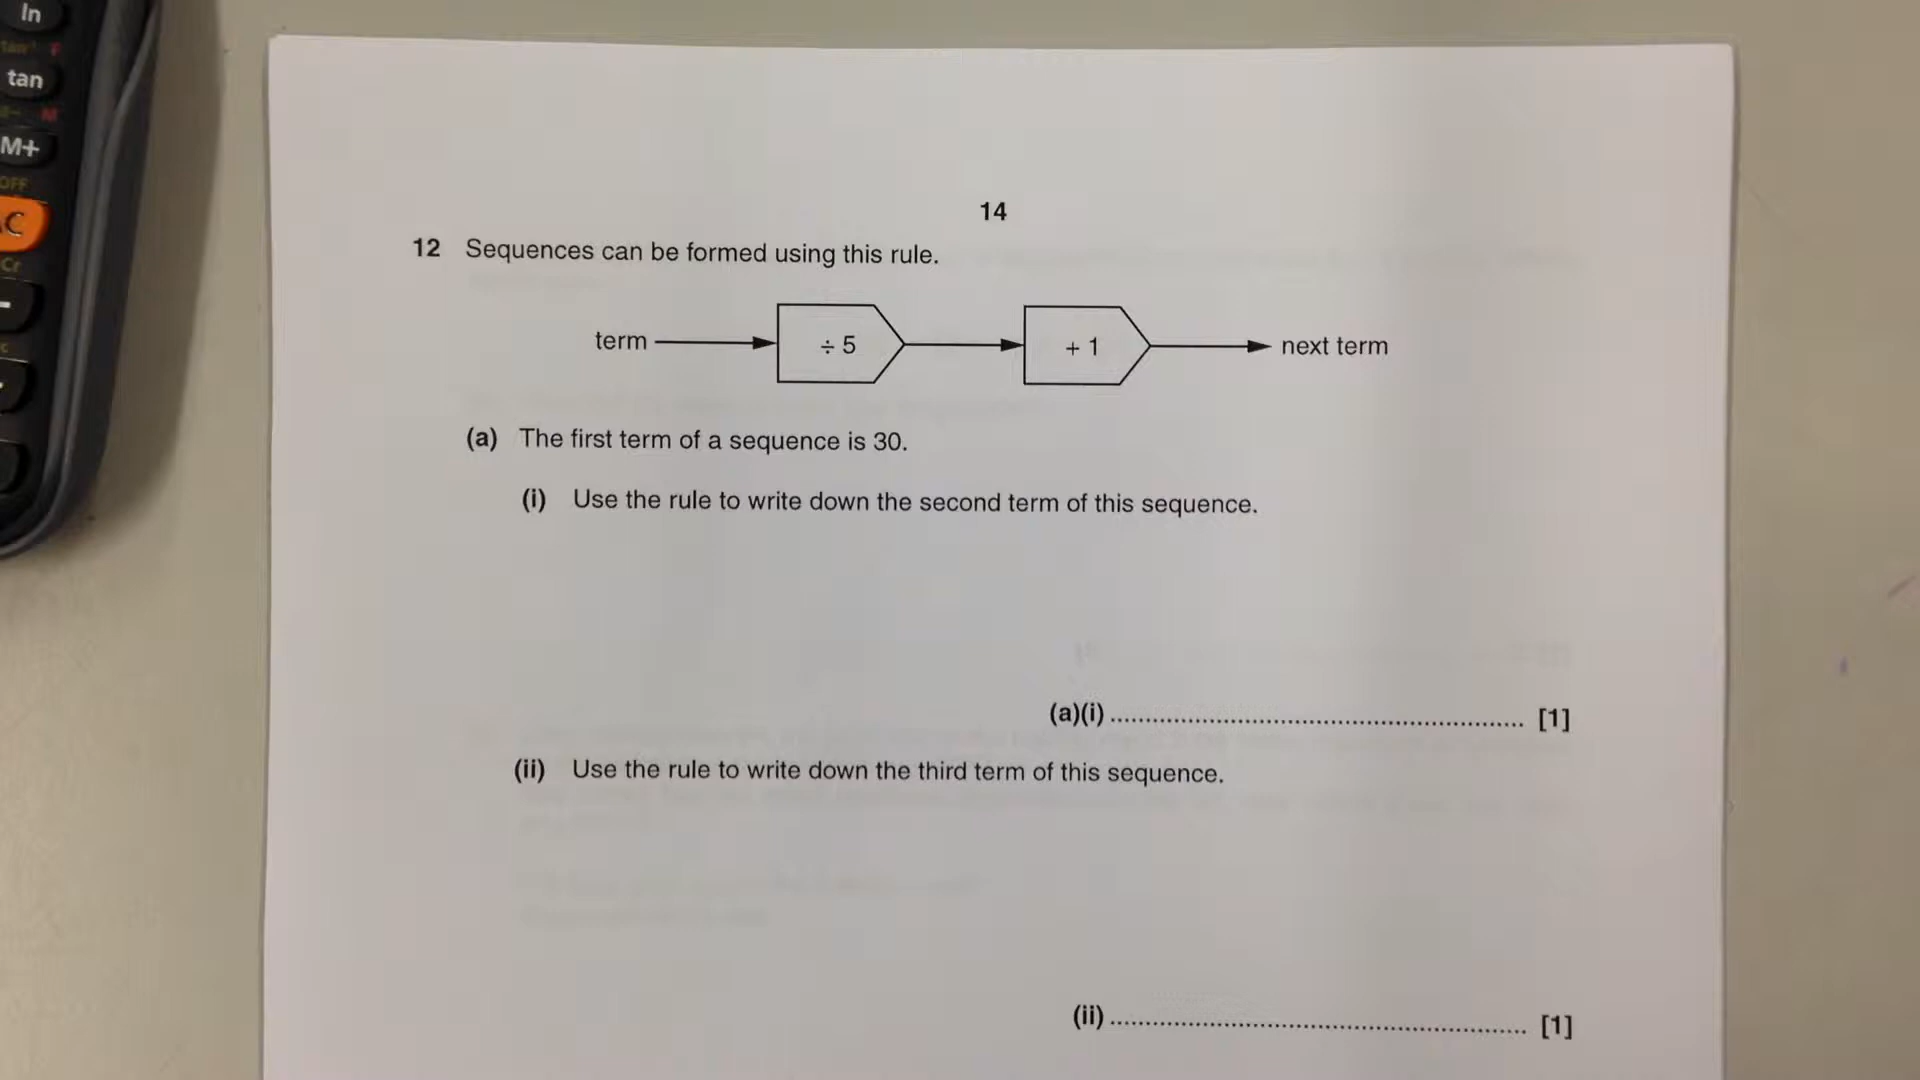 ln
tan
M+
OFF
AC
14
12 Sequences can be formed using this rule.
term ÷ 5 + 1 next term
(a) The first term of a sequence is 30.
(i) Use the rule to write down the second term of this sequence.
(a)(i) ........................................................... [1]
(ii) Use the rule to write down the third term of this sequence.
(ii) ........................................................... [1]